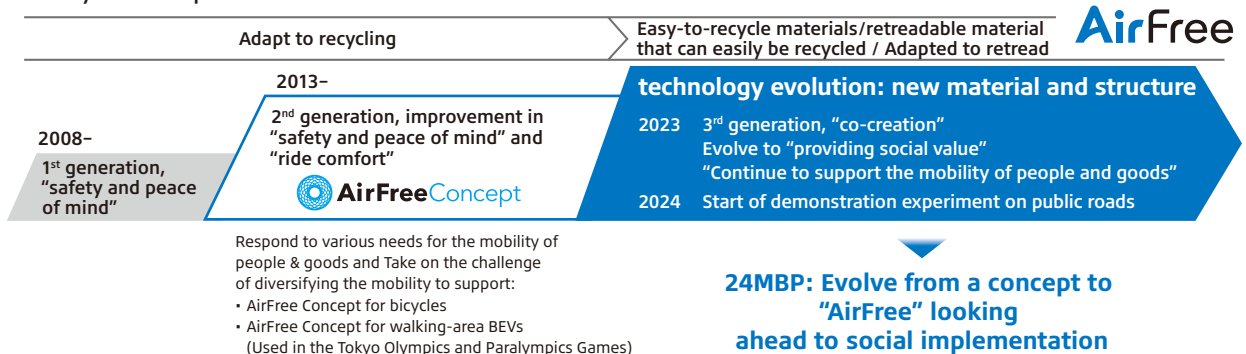 Adapt to recycling
Easy-to-recycle materials/retreadable material
that can easily be recycled / Adapted to retread
AirFree
2008–
1st generation,
“safety and peace
of mind”
2013–
2nd generation, improvement in
“safety and peace of mind” and
“ride comfort”
AirFreeConcept
Respond to various needs for the mobility of
people & goods and Take on the challenge
of diversifying the mobility to support:
・AirFree Concept for bicycles
・AirFree Concept for walking-area BEVs
(Used in the Tokyo Olympics and Paralympics Games)
technology evolution: new material and structure
2023 3rd generation, “co-creation”
Evolve to “providing social value”
“Continue to support the mobility of people and goods”
2024 Start of demonstration experiment on public roads
24MBP: Evolve from a concept to
“AirFree” looking
ahead to social implementation